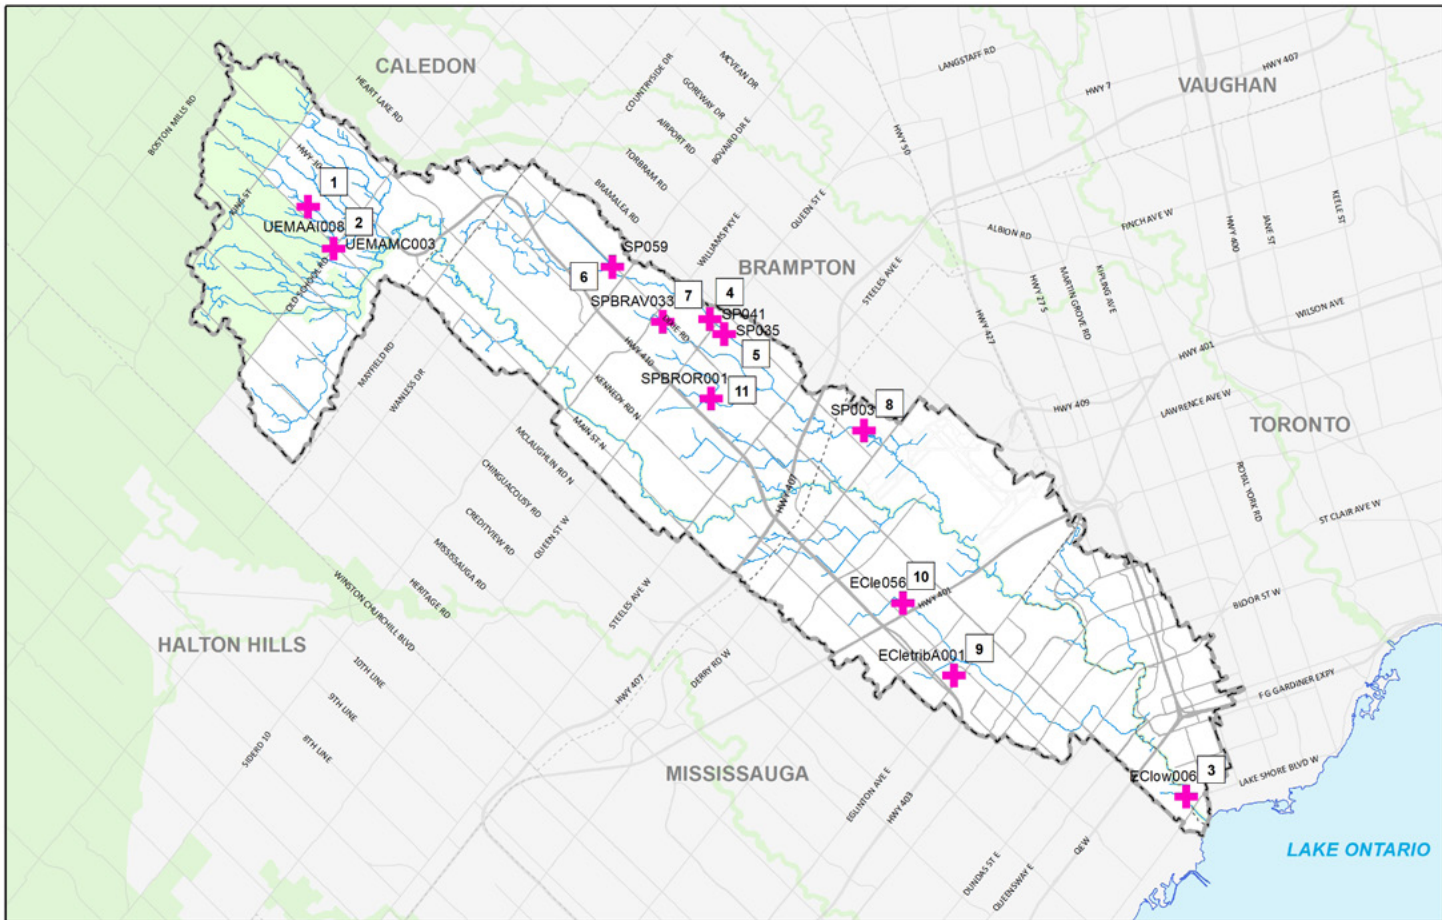 CALEDON
VAUGHAN
BRAMPTON
TORONTO
HALTON HILLS
MISSISSAUGA
LAKE ONTARIO
BOSTON MILLS RD
HEART LAKE RD
KING ST
OLD SCHOOL RD
MAYFIELD RD
WANLESS DR
COUNTRYSIDE DR
MCVEAN DR
GOREWAY DR
AIRPORT RD
BOVAIRD DR E
TORBRAM RD
BRAMALEA RD
WILLIAMS PKY E
QUEEN ST E
HWY 50
LANGSTAFF RD
HWY 7
HWY 407
ALBION RD
STEELES AVE E
FINCH AVE W
HWY 400
JANE ST
KEELE ST
HWY 27 S
MARTIN GROVE RD
KIPLING AVE
WILSON AVE
HWY 427
HWY 401
HWY 409
LAWRENCE AVE W
ROYAL YORK RD
ST CLAIR AVE W
BLOOR ST W
F G GARDINER EXPY
LAKE SHORE BLVD W
HWY 410
KENNEDY RD N
MAIN ST N
MCLAUGHLIN RD N
CHINGUACOUSY RD
CREDITVIEW RD
QUEEN ST W
MISSISSAUGA RD
HERITAGE RD
WINSTON CHURCHILL BLVD
10TH LINE
9TH LINE
8TH LINE
SIDERD 10
STEELES AVE W
HWY 407
HWY 407
DERRY RD W
HWY 401
EGLINTON AVE E
HWY 403
DUNDAS ST E
QUEENSWAY E
QEW
1
UEMAAI008
2
UEMAMC003
SP059
6
SPBRAV033
7
4
SP041
SP035
5
SPBROR001
11
SP003
8
ECle056
10
ECletribA001
9
EClow006
3